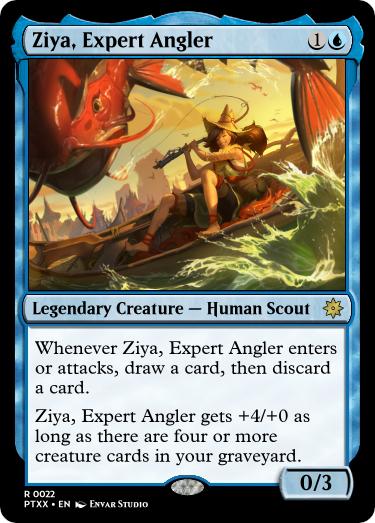 Ziya, Expert Angler 1
Legendary Creature — Human Scout
Whenever Ziya, Expert Angler enters
or attacks, draw a card, then discard
a card.
Ziya, Expert Angler gets +4/+0 as
long as there are four or more
creature cards in your graveyard.
0/3
R 0022
PTXX • EN Envar Studio